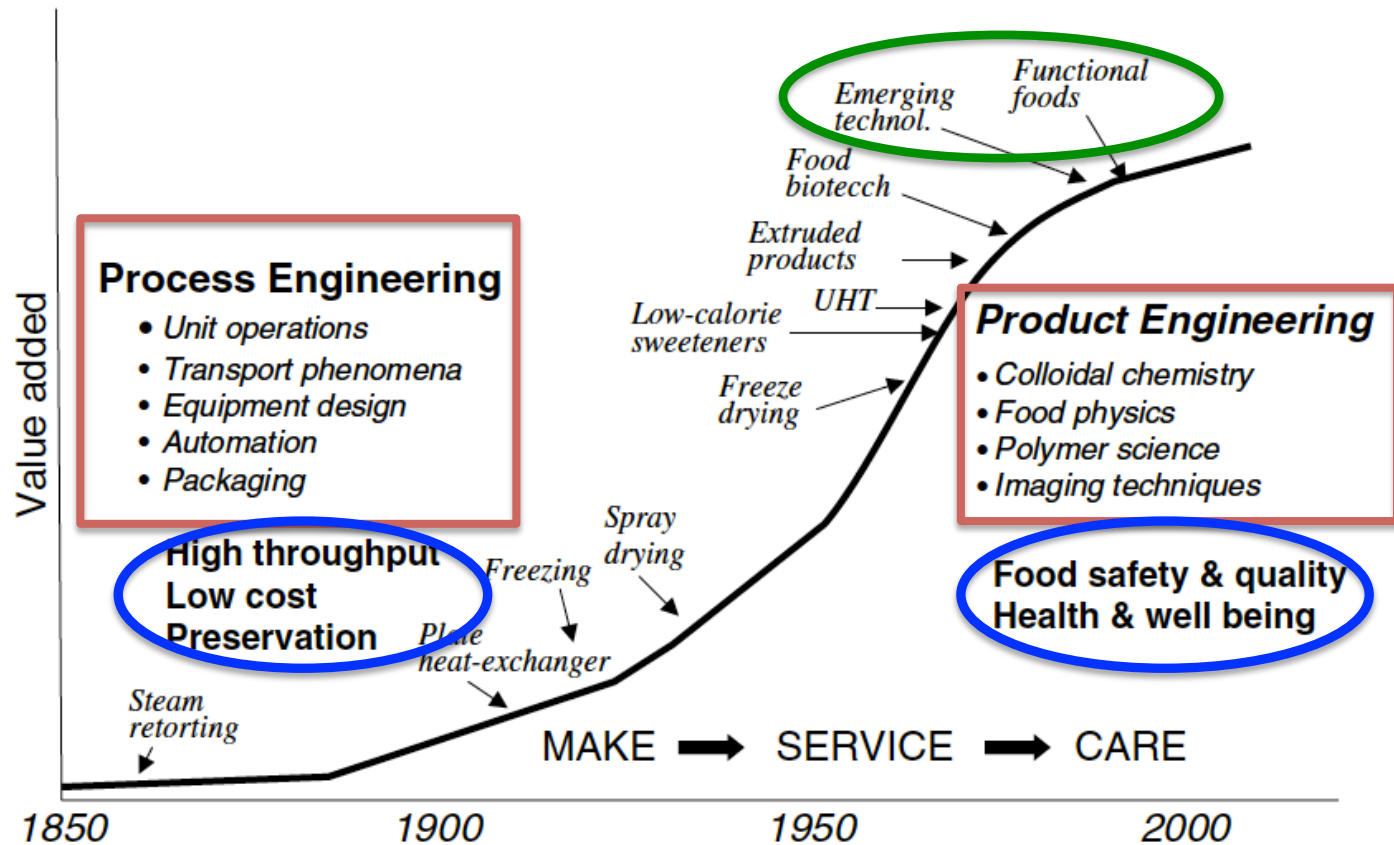 Value added
Functional
foods
Emerging
technol.
Food
biotecch
Extruded
products
UHT
Low-calorie
sweeteners
Freeze
drying
Spray
drying
Freezing
Plate
heat-exchanger
Steam
retorting
Process Engineering
• Unit operations
• Transport phenomena
• Equipment design
• Automation
• Packaging
High throughput
Low cost
Preservation
Product Engineering
• Colloidal chemistry
• Food physics
• Polymer science
• Imaging techniques
Food safety & quality
Health & well being
MAKE → SERVICE → CARE
1850 1900 1950 2000